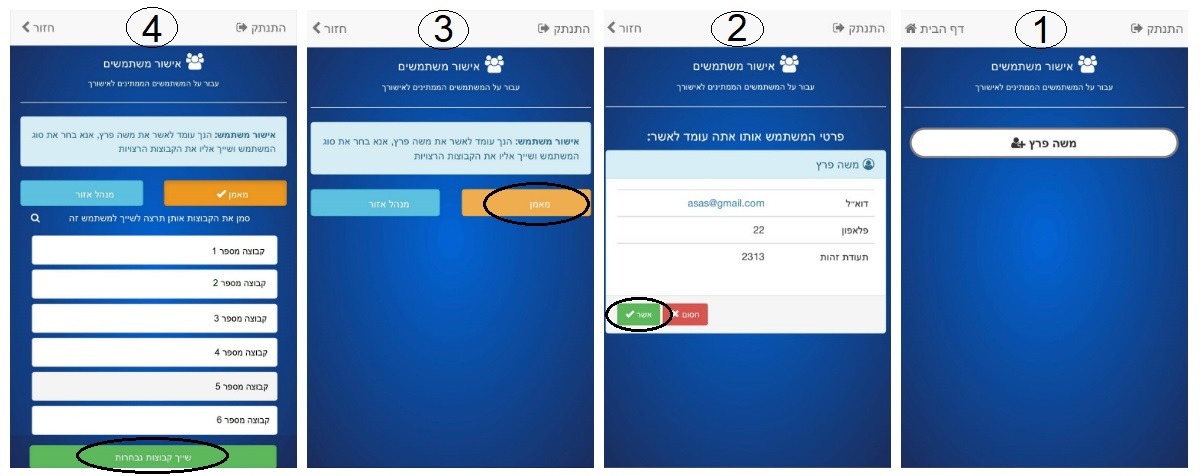 1
התנתק
דף הבית
אישור משתמשים
עבור על המשתמשים הממתינים לאישורך
משה פרץ
2
התנתק
חזור
אישור משתמשים
עבור על המשתמשים הממתינים לאישורך
פרטי המשתמש אותו אתה עומד לאשר:
משה פרץ
דוא״ל asas@gmail.com
פלאפון 22
תעודת זהות 2313
חסום
אשר
3
התנתק
חזור
אישור משתמשים
עבור על המשתמשים הממתינים לאישורך
אישור משתמש: הנך עומד לאשר את משה פרץ, אנא בחר את סוג
המשתמש ושייך אליו את הקבוצות הרצויות
מאמן
מנהל אזור
4
התנתק
חזור
אישור משתמשים
עבור על המשתמשים הממתינים לאישורך
אישור משתמש: הנך עומד לאשר את משה פרץ, אנא בחר את סוג
המשתמש ושייך אליו את הקבוצות הרצויות
מאמן
מנהל אזור
סמן את הקבוצות אותן תרצה לשייך למשתמש זה
קבוצה מספר 1
קבוצה מספר 2
קבוצה מספר 3
קבוצה מספר 4
קבוצה מספר 5
קבוצה מספר 6
שייך קבוצות נבחרות